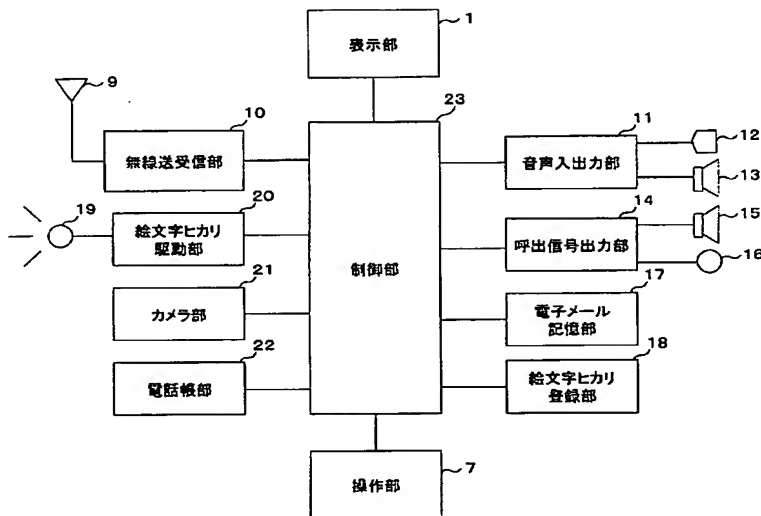 1
表示部
9
23
10
無線送受信部
11
音声入出力部
12
13
19
20
絵文字ヒカリ
駆動部
制御部
14
呼出信号出力部
15
16
21
カメラ部
17
電子メール
記憶部
22
電話帳部
18
絵文字ヒカリ
登録部
7
操作部